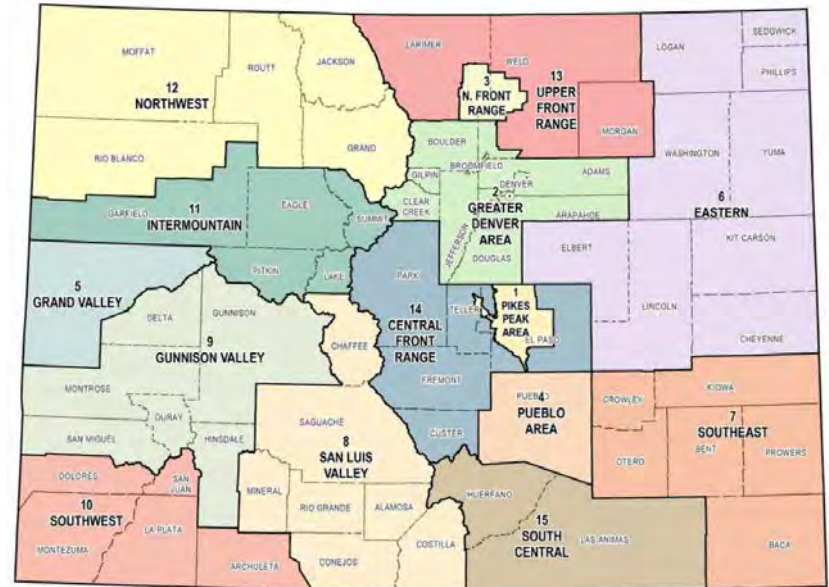 MOFFAT
ROUTT
JACKSON
LARIMER
WELD
LOGAN
SEDGWICK
PHILLIPS
12
NORTHWEST
3
N. FRONT
RANGE
13
UPPER
FRONT
RANGE
MORGAN
RIO BLANCO
GRAND
BOULDER
BROOMFIELD
GILPIN
DENVER
ADAMS
WASHINGTON
YUMA
GARFIELD
11
INTERMOUNTAIN
EAGLE
SUMMIT
CLEAR
CREEK
2
GREATER
DENVER
AREA
JEFFERSON
ARAPAHOE
DOUGLAS
6
EASTERN
ELBERT
KIT CARSON
PITKIN
LAKE
PARK
5
GRAND VALLEY
DELTA
GUNNISON
14
CENTRAL
FRONT
RANGE
TELLER
1
PIKES
PEAK
AREA
EL PASO
LINCOLN
CHEYENNE
9
GUNNISON VALLEY
CHAFFEE
MONTROSE
FREMONT
OURAY
SAN MIGUEL
HINSDALE
SAGUACHE
8
SAN LUIS
VALLEY
CUSTER
PUEBLO
4
PUEBLO
AREA
CROWLEY
KIOWA
7
SOUTHEAST
BENT
PROWERS
OTERO
DOLORES
SAN
JUAN
10
SOUTHWEST
LA PLATA
MONTEZUMA
ARCHULETA
MINERAL
RIO GRANDE
ALAMOSA
CONEJOS
COSTILLA
HUERFANO
15
SOUTH
CENTRAL
LAS ANIMAS
BACA